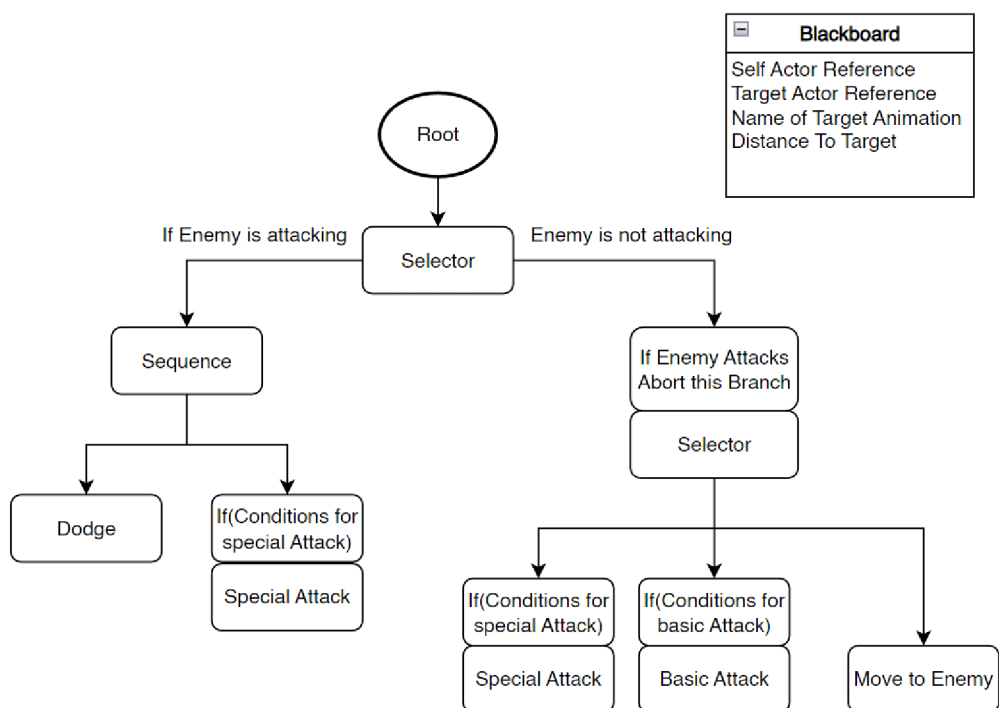 Blackboard
Self Actor Reference
Target Actor Reference
Name of Target Animation
Distance To Target
Root
If Enemy is attacking
Enemy is not attacking
Selector
Sequence
If Enemy Attacks
Abort this Branch
Selector
Dodge
If(Conditions for
special Attack)
Special Attack
If(Conditions for
special Attack)
Special Attack
If(Conditions for
basic Attack)
Basic Attack
Move to Enemy